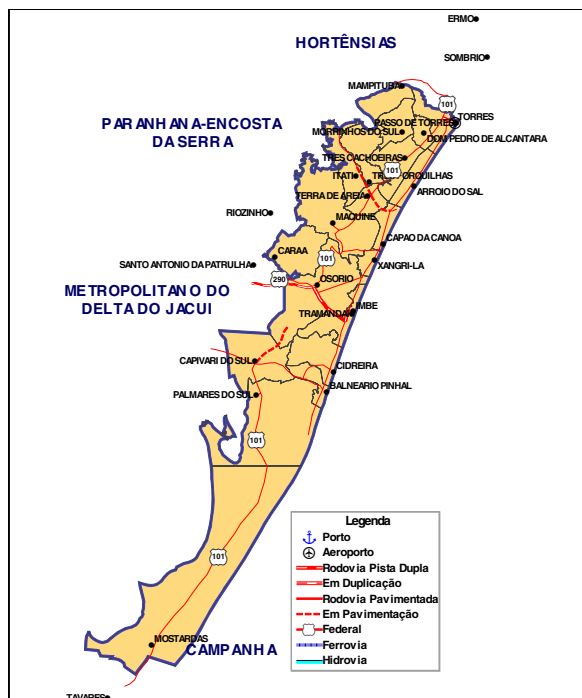 ERMO
HORTÊNSIAS
SOMBRIO
MAMPITUBA
101
TORRES
PARANHANA-ENCOSTA
DA SERRA
PASSO DE TORRES
MORRINHOS DO SUL
DOM PEDRO DE ALCANTARA
TRES CACHOEIRAS
101
ITATI
TRES FORQUILHAS
ARROIO DO SAL
TERRA DE AREIA
RIOZINHO
MAQUINE
CAPAO DA CANOA
CARAA
101
XANGRI-LA
SANTO ANTONIO DA PATRULHA
290
OSORIO
METROPOLITANO DO
DELTA DO JACUI
IMBE
TRAMANDAI
CAPIVARI DO SUL
CIDREIRA
BALNEARIO PINHAL
PALMARES DO SUL
101
Legenda
Porto
Aeroporto
Rodovia Pista Dupla
Em Duplicação
Rodovia Pavimentada
Em Pavimentação
101 Federal
Ferrovia
Hidrovia
101
MOSTARDAS
CAMPANHA
TAVARES